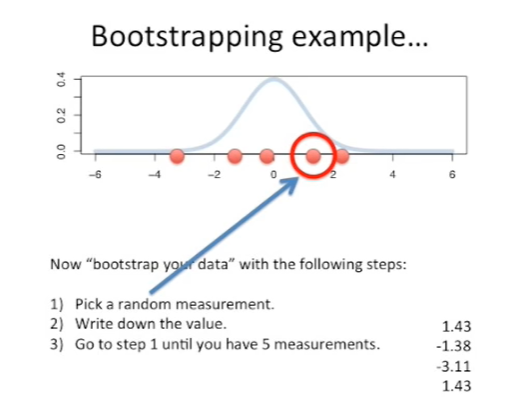 Bootstrapping example...
0.4
0.2
0.0
-6 -4 -2 0 2 4 6
Now "bootstrap your data" with the following steps:
1) Pick a random measurement.
2) Write down the value.
3) Go to step 1 until you have 5 measurements.
1.43
-1.38
-3.11
1.43